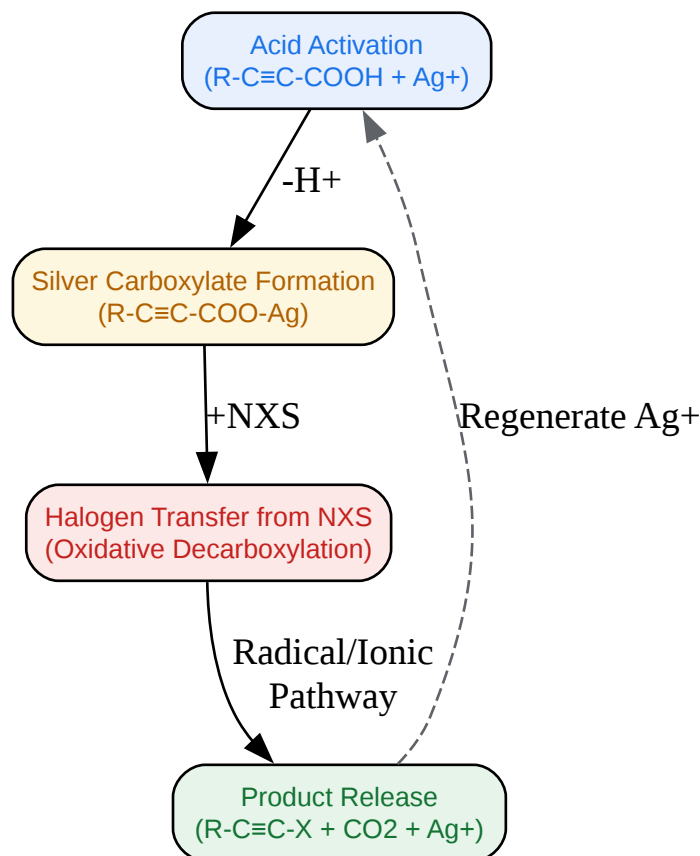 Acid Activation
(R-C≡C-COOH + Ag+)
-H+
Silver Carboxylate Formation
(R-C≡C-COO-Ag)
+NXS
Regenerate Ag+
Halogen Transfer from NXS
(Oxidative Decarboxylation)
Radical/Ionic
Pathway
Product Release
(R-C≡C-X + CO2 + Ag+)